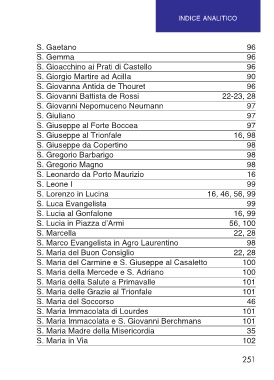 INDICE ANALITICO
S. Gaetano 96
S. Gemma 96
S. Gioacchino ai Prati di Castello 96
S. Giorgio Martire ad Acilia 90
S. Giovanna Antida de Thouret 96
S. Giovanni Battista de Rossi 22-23, 28
S. Giovanni Nepomuceno Neumann 97
S. Giuliano 97
S. Giuseppe al Forte Boccea 97
S. Giuseppe al Trionfale 16, 98
S. Giuseppe da Copertino 98
S. Gregorio Barbarigo 98
S. Gregorio Magno 98
S. Leonardo da Porto Maurizio 16
S. Leone I 99
S. Lorenzo in Lucina 16, 46, 56, 99
S. Luca Evangelista 99
S. Lucia al Gonfalone 16, 99
S. Lucia in Piazza d'Armi 56, 100
S. Marcella 22, 28
S. Marco Evangelista in Agro Laurentino 98
S. Maria del Buon Consiglio 22, 28
S. Maria del Carmine e S. Giuseppe al Casaletto 100
S. Maria della Mercede e S. Adriano 100
S. Maria della Salute a Primavalle 101
S. Maria delle Grazie al Trionfale 101
S. Maria del Soccorso 46
S. Maria Immacolata di Lourdes 101
S. Maria Immacolata e S. Giovanni Berchmans 101
S. Maria Madre della Misericordia 35
S. Maria in Via 102
251